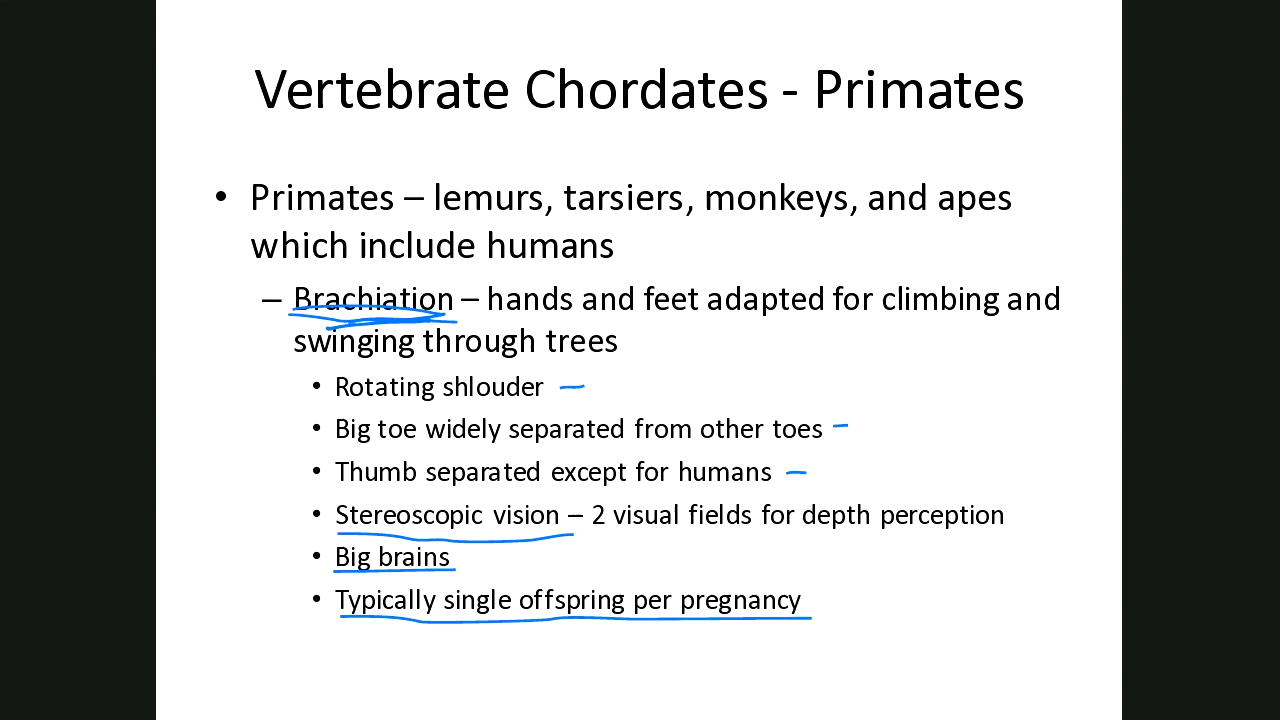 Vertebrate Chordates - Primates
• Primates – lemurs, tarsiers, monkeys, and apes
which include humans
– Brachiation – hands and feet adapted for climbing and
swinging through trees
• Rotating shlouder
• Big toe widely separated from other toes
• Thumb separated except for humans
• Stereoscopic vision – 2 visual fields for depth perception
• Big brains
• Typically single offspring per pregnancy